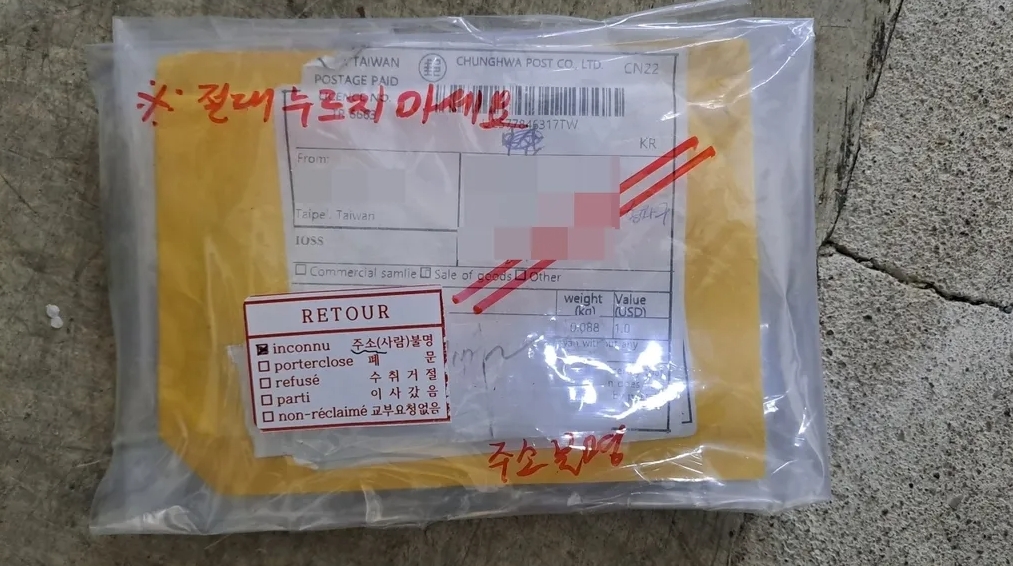 TAIWAN
POSTAGE PAID
CHUNGHWA POST CO., LTD.
CN22
※ 절대 누르지 마세요
KR
From:
Taipei, Taiwan
IOSS
Commercial samlie Sale of goods Other
weight
(kg)
Value
(USD)
0.088 1.0
RETOUR
inconnu 주소(사람)불명
porterclose 폐 문
refusé 수 취 거 절
parti 이 사 갔 음
non-réclamé 교부요청없음
주소 불명